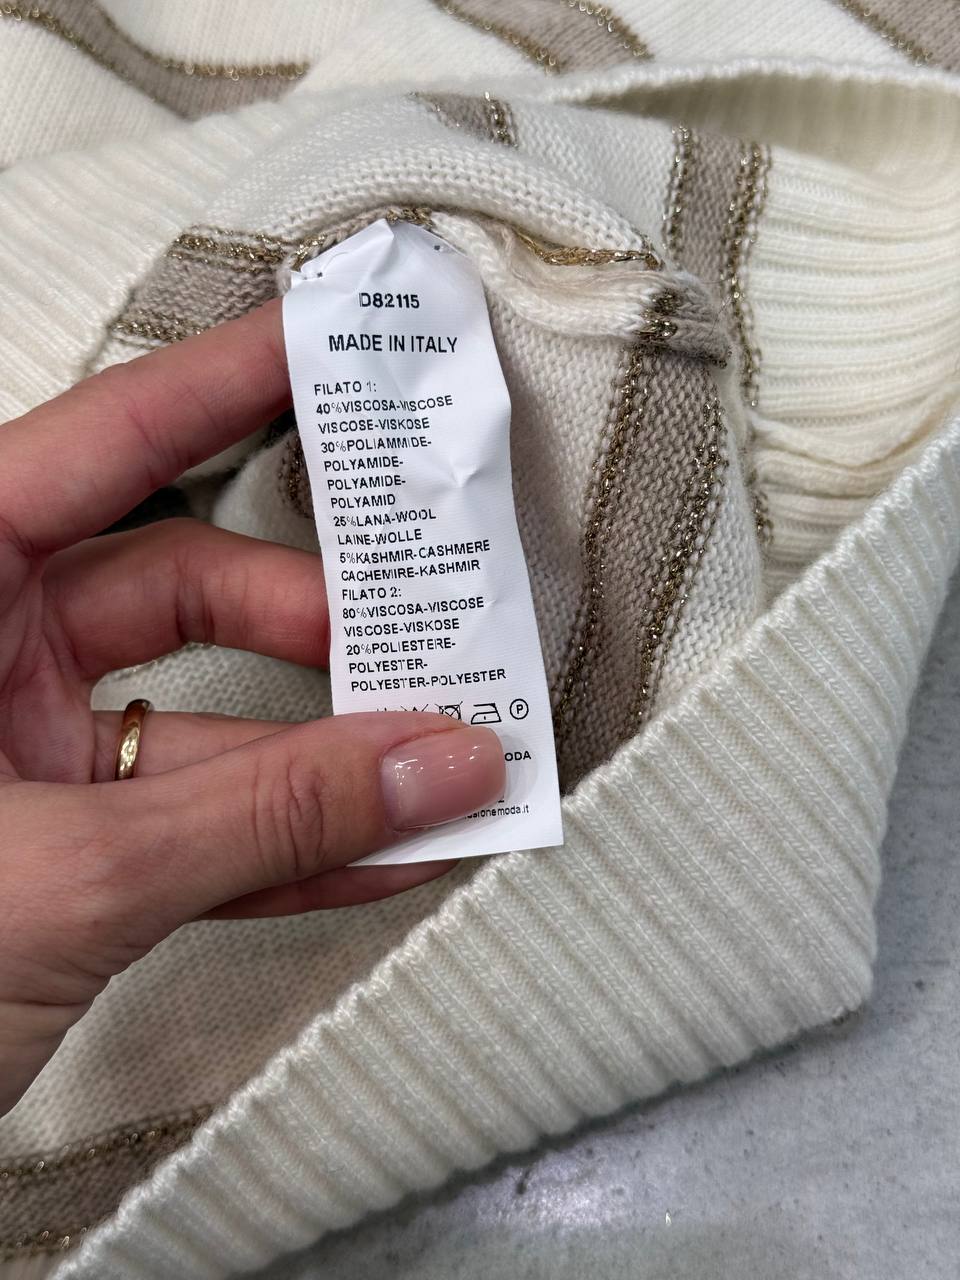 D82115
MADE IN ITALY
FILATO 1:
40%VISCOSA-VISCOSE
VISCOSE-VISKOSE
30%POLIAMMIDE-
POLYAMIDE-
POLYAMIDE-
POLYAMID
25%LANA-WOOL
LAINE-WOLLE
5%KASHMIR-CASHMERE
CACHEMIRE-KASHMIR
FILATO 2:
80%VISCOSA-VISCOSE
VISCOSE-VISKOSE
20%POLIESTERE-
POLYESTER-
POLYESTER-POLYESTER
P